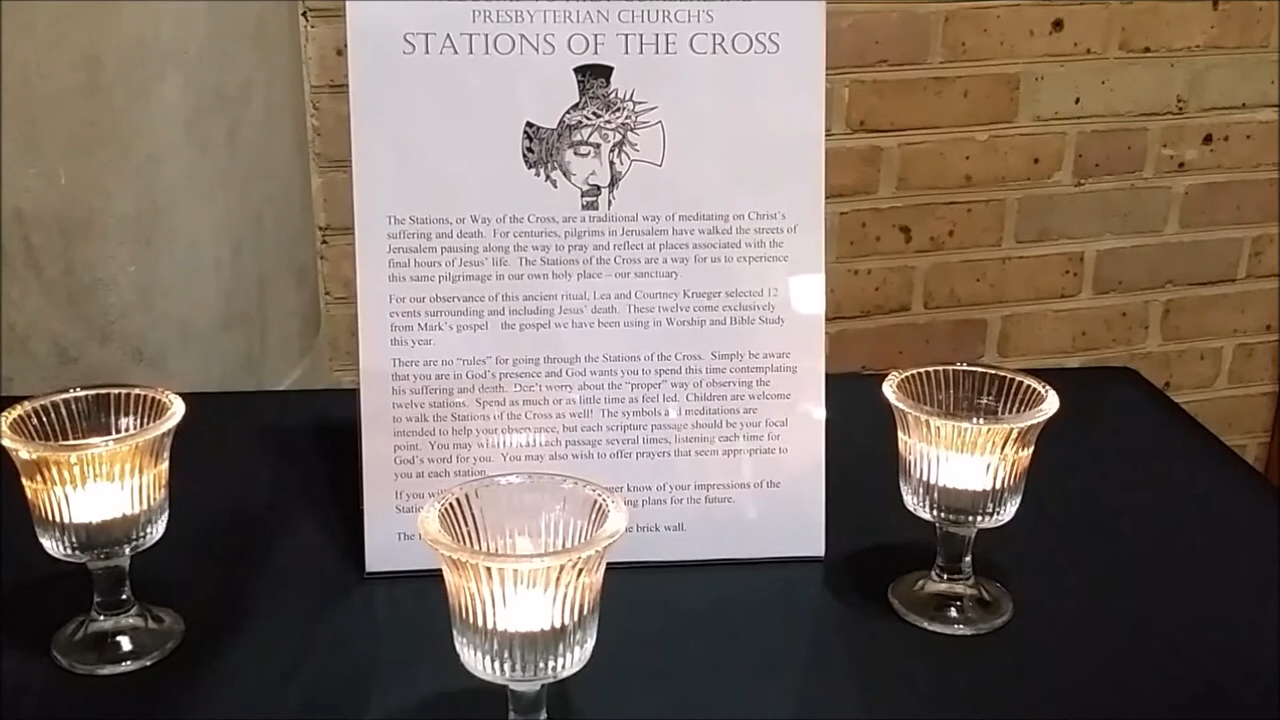 PRESBYTERIAN CHURCH'S
STATIONS OF THE CROSS
The Stations, or Way of the Cross, are a traditional way of meditating on Christ's
suffering and death. For centuries, pilgrims in Jerusalem have walked the streets of
Jerusalem pausing along the way to pray and reflect at places associated with the
final hours of Jesus' life. The Stations of the Cross are a way for us to experience
this same pilgrimage in our own holy place – our sanctuary.
For our observance of this ancient ritual, Lea and Courtney Krueger selected 12
events surrounding and including Jesus' death. These twelve come exclusively
from Mark's gospel the gospel we have been using in Worship and Bible Study
this year.
There are no "rules" for going through the Stations of the Cross. Simply be aware
that you are in God's presence and God wants you to spend this time contemplating
his suffering and death. Don't worry about the "proper" way of observing the
twelve stations. Spend as much or as little time as feel led. Children are welcome
to walk the Stations of the Cross as well! The symbols and meditations are
intended to help your observance, but each scripture passage should be your focal
point. You may each passage several times, listening each time for
God's word for you. You may also wish to offer prayers that seem appropriate to
you at each station.
If you know of your impressions of the
plans for the future.
The brick wall.